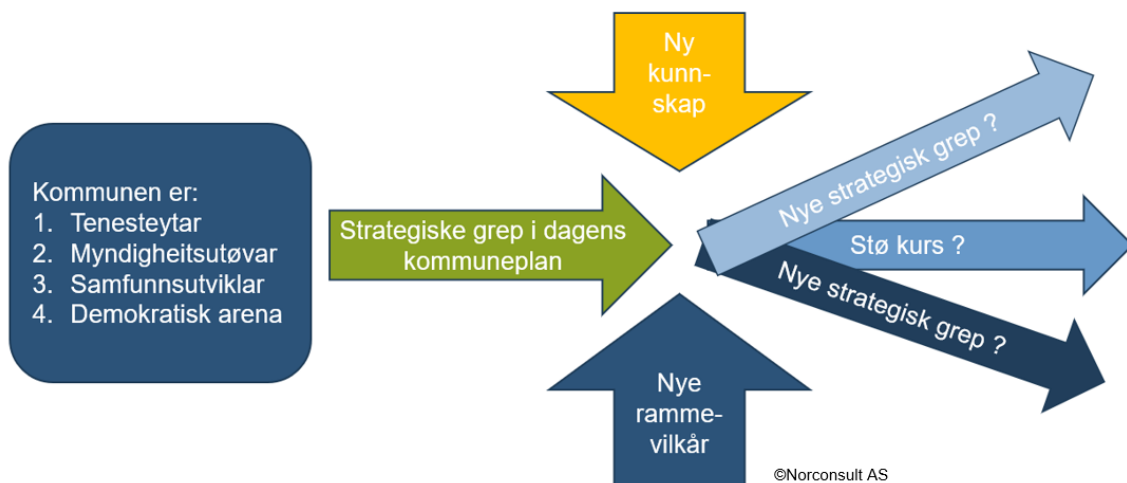 Kommunen er:
1. Tenesteytar
2. Myndigheitsutøvar
3. Samfunnsutviklar
4. Demokratisk arena
Strategiske grep i dagens
kommuneplan
Ny
kunn-
skap
Nye
ramme-
vilkår
Nye strategisk grep ?
Stø kurs ?
Nye strategisk grep ?
©Norconsult AS